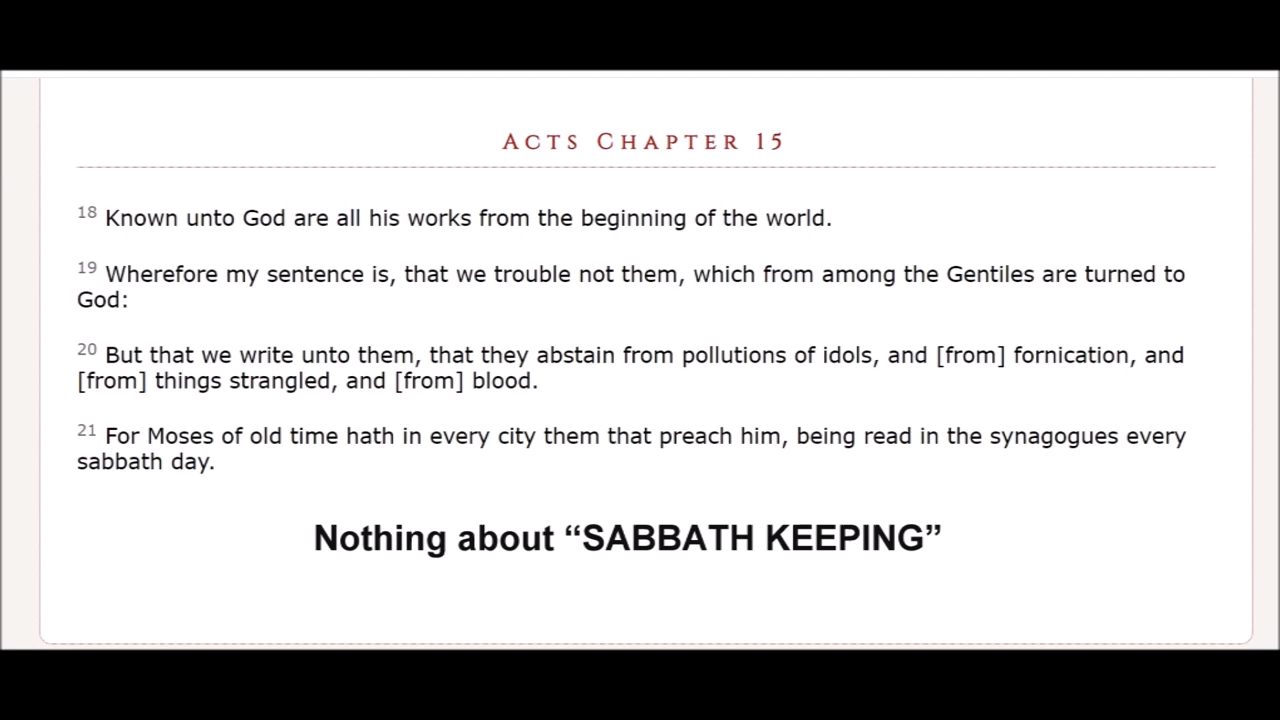 ACTS CHAPTER 15
18 Known unto God are all his works from the beginning of the world.
19 Wherefore my sentence is, that we trouble not them, which from among the Gentiles are turned to
God:
20 But that we write unto them, that they abstain from pollutions of idols, and [from] fornication, and
[from] things strangled, and [from] blood.
21 For Moses of old time hath in every city them that preach him, being read in the synagogues every
sabbath day.
Nothing about “SABBATH KEEPING”